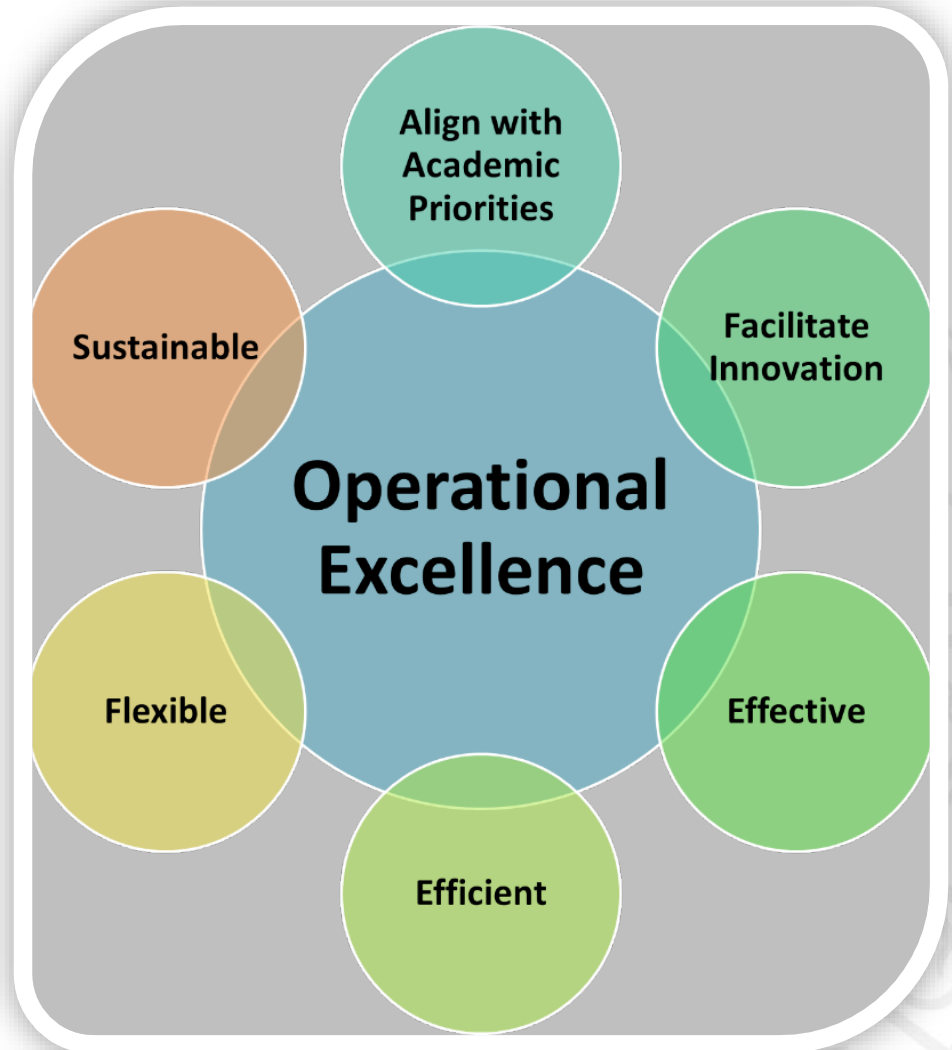 Align with
Academic
Priorities
Facilitate
Innovation
Effective
Efficient
Flexible
Sustainable
Operational
Excellence